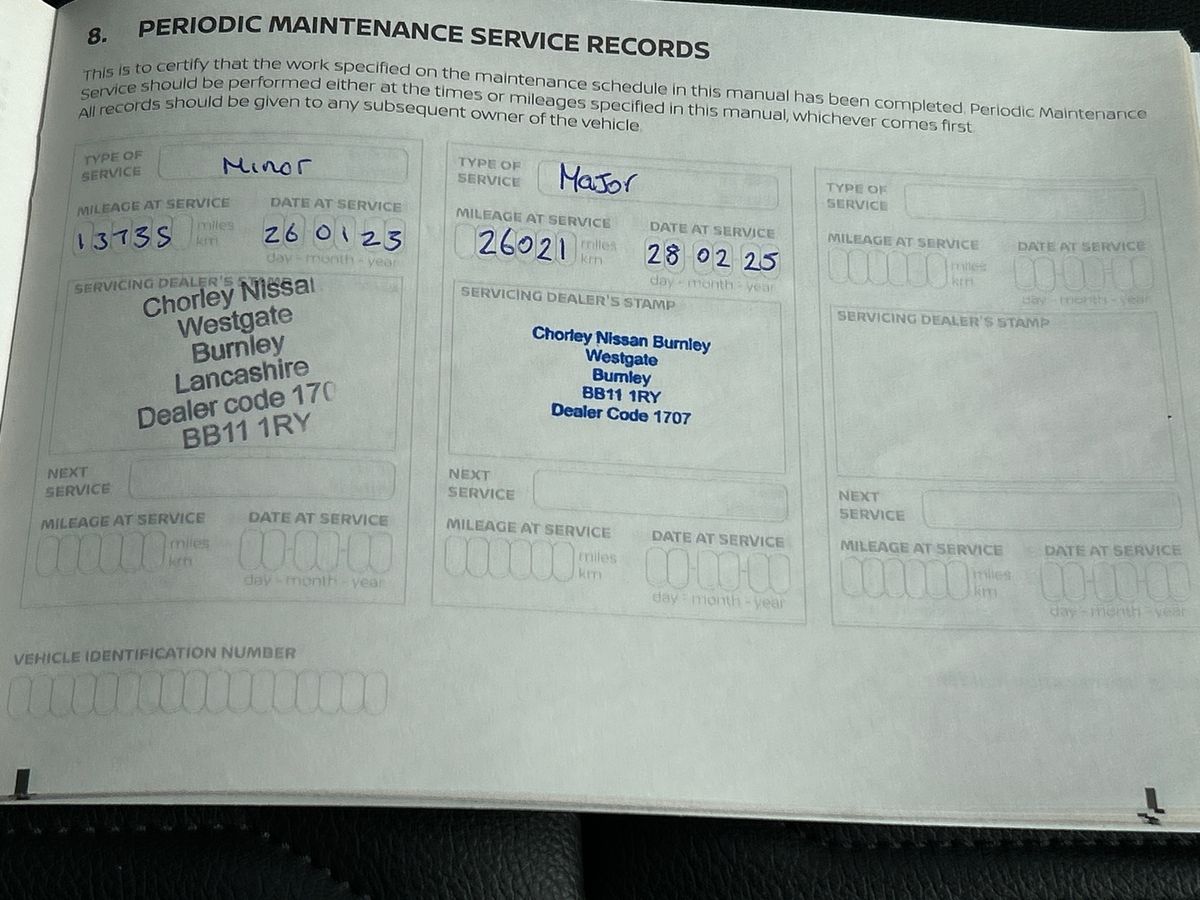 8. PERIODIC MAINTENANCE SERVICE RECORDS
This is to certify that the work specified on the maintenance schedule in this manual has been completed. Periodic Maintenance
Service should be performed either at the times or mileages specified in this manual, whichever comes first.
All records should be given to any subsequent owner of the vehicle.
TYPE OF
SERVICE
Minor
MILEAGE AT SERVICE
DATE AT SERVICE
13735
miles
km
26 01 23
day - month - year
SERVICING DEALER'S STAMP
Chorley Nissa
Westgate
Burnley
Lancashire
Dealer code 170
BB11 1RY
NEXT
SERVICE
MILEAGE AT SERVICE
DATE AT SERVICE
miles
km
day - month - year
TYPE OF
SERVICE
Major
MILEAGE AT SERVICE
DATE AT SERVICE
26021
miles
km
28 02 25
day - month - year
SERVICING DEALER'S STAMP
Chorley Nissan Burnley
Westgate
Burnley
BB11 1RY
Dealer Code 1707
NEXT
SERVICE
MILEAGE AT SERVICE
DATE AT SERVICE
miles
km
day - month - year
TYPE OF
SERVICE
MILEAGE AT SERVICE
DATE AT SERVICE
miles
km
day - month - year
SERVICING DEALER'S STAMP
NEXT
SERVICE
MILEAGE AT SERVICE
DATE AT SERVICE
miles
km
day - month - year
VEHICLE IDENTIFICATION NUMBER